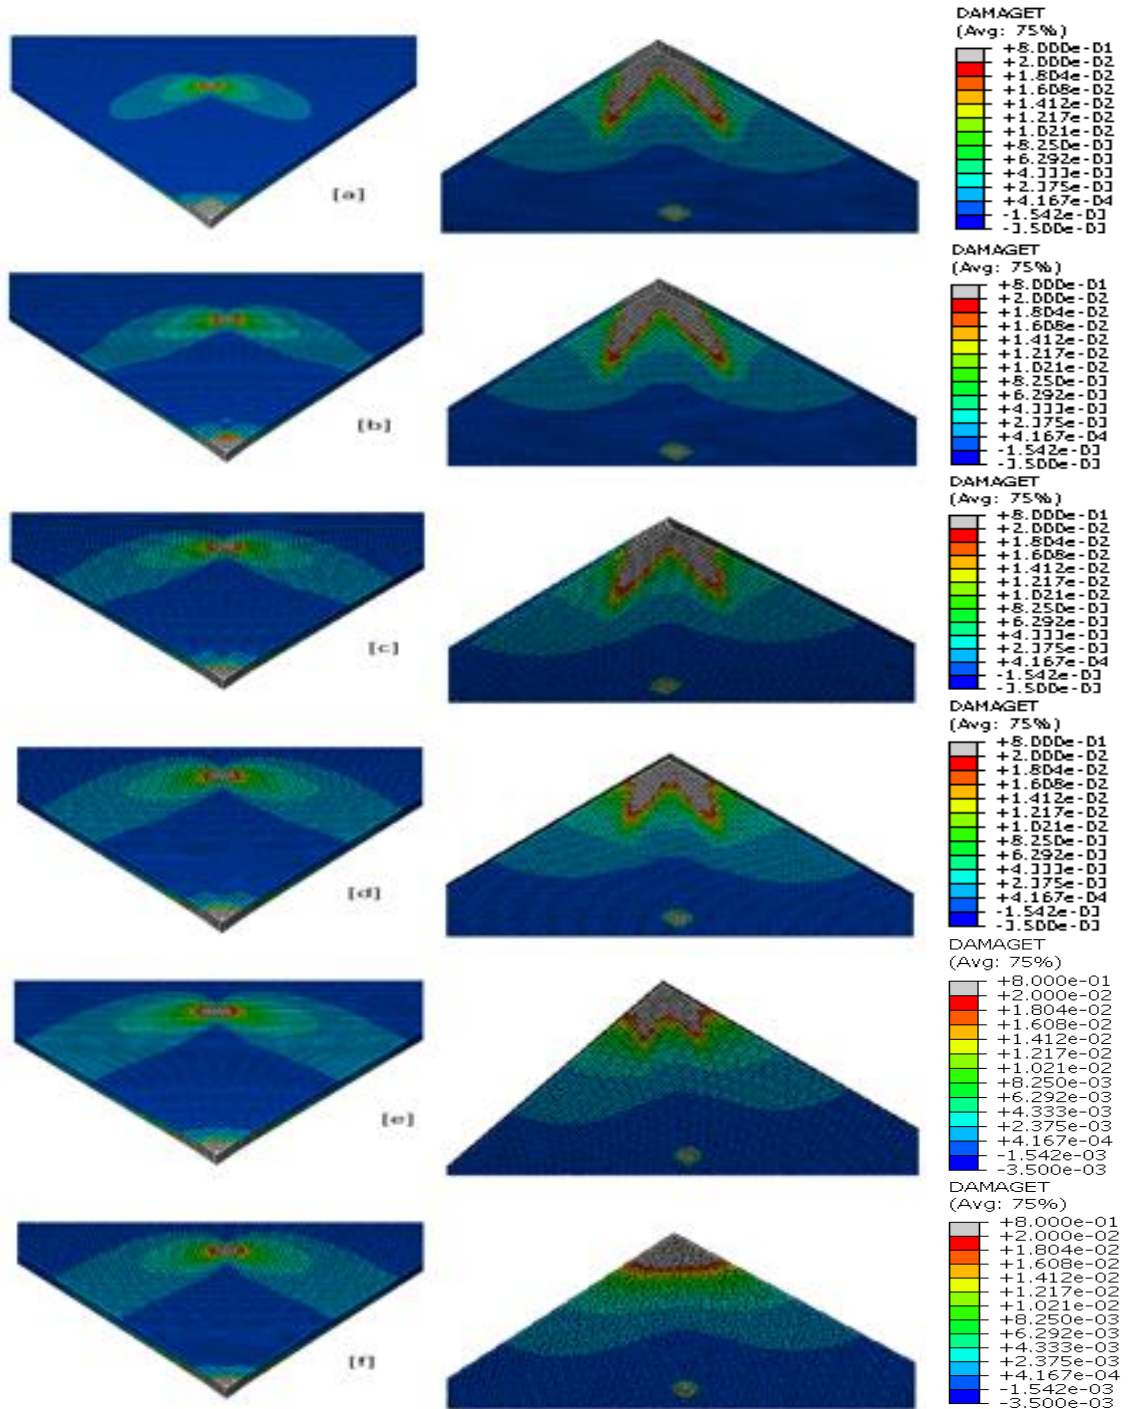 DAMAGET
(Avg: 75%)
+8.000e-01
+2.000e-02
+1.804e-02
+1.608e-02
+1.412e-02
+1.217e-02
+1.021e-02
+8.250e-03
+6.292e-03
+4.333e-03
+2.375e-03
+4.167e-04
-1.542e-03
-3.500e-03
[a]
DAMAGET
(Avg: 75%)
+8.000e-01
+2.000e-02
+1.804e-02
+1.608e-02
+1.412e-02
+1.217e-02
+1.021e-02
+8.250e-03
+6.292e-03
+4.333e-03
+2.375e-03
+4.167e-04
-1.542e-03
-3.500e-03
[b]
DAMAGET
(Avg: 75%)
+8.000e-01
+2.000e-02
+1.804e-02
+1.608e-02
+1.412e-02
+1.217e-02
+1.021e-02
+8.250e-03
+6.292e-03
+4.333e-03
+2.375e-03
+4.167e-04
-1.542e-03
-3.500e-03
[c]
DAMAGET
(Avg: 75%)
+8.000e-01
+2.000e-02
+1.804e-02
+1.608e-02
+1.412e-02
+1.217e-02
+1.021e-02
+8.250e-03
+6.292e-03
+4.333e-03
+2.375e-03
+4.167e-04
-1.542e-03
-3.500e-03
[d]
DAMAGET
(Avg: 75%)
+8.000e-01
+2.000e-02
+1.804e-02
+1.608e-02
+1.412e-02
+1.217e-02
+1.021e-02
+8.250e-03
+6.292e-03
+4.333e-03
+2.375e-03
+4.167e-04
-1.542e-03
-3.500e-03
[e]
DAMAGET
(Avg: 75%)
+8.000e-01
+2.000e-02
+1.804e-02
+1.608e-02
+1.412e-02
+1.217e-02
+1.021e-02
+8.250e-03
+6.292e-03
+4.333e-03
+2.375e-03
+4.167e-04
-1.542e-03
-3.500e-03
[f]